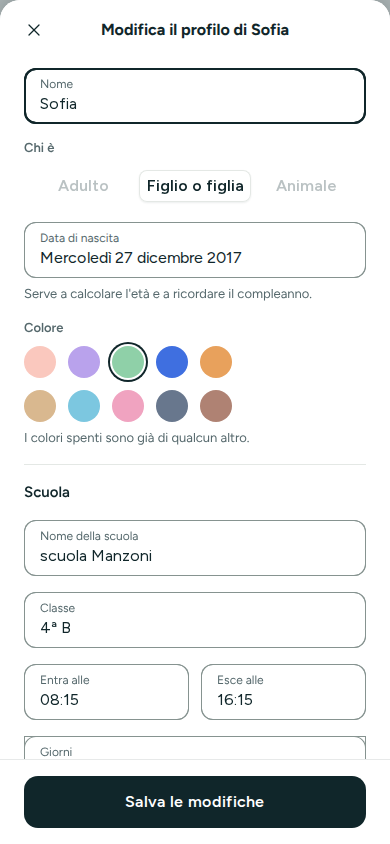 Modifica il profilo di Sofia
Nome
Sofia
Chi è
Adulto
Figlio o figlia
Animale
Data di nascita
Mercoledì 27 dicembre 2017
Serve a calcolare l'età e a ricordare il compleanno.
Colore
I colori spenti sono già di qualcun altro.
Scuola
Nome della scuola
scuola Manzoni
Classe
4ª B
Entra alle
Esce alle
08:15
16:15
Giorni
Salva le modifiche